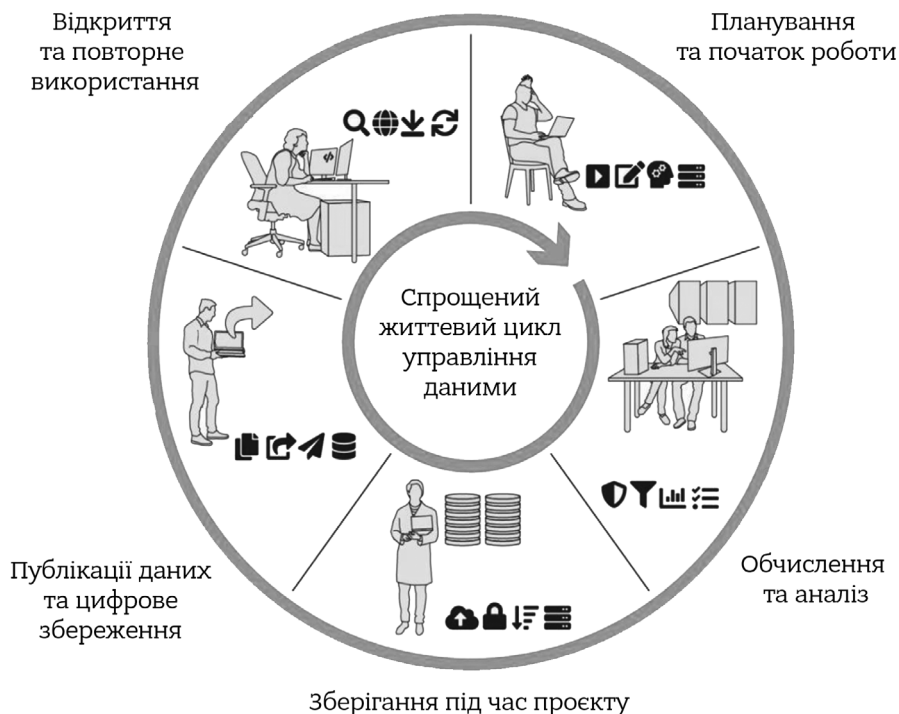 Відкриття
та повторне
використання
Планування
та початок роботи
Спрощений
життєвий цикл
управління
даними
Обчислення
та аналіз
Зберігання під час проєкту
Публікації даних
та цифрове
збереження